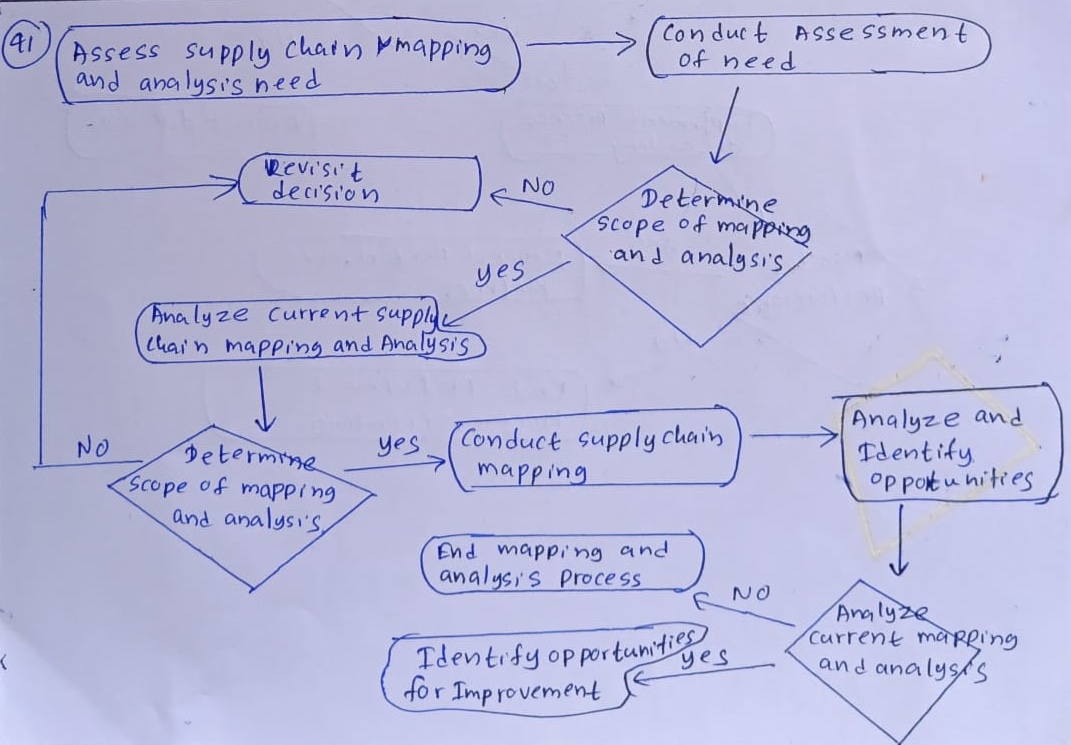 41
Assess supply chain mapping
and analysis need
Conduct Assessment
of need
Revisit
decision
NO
Determine
scope of mapping
and analysis
yes
Analyze current supply
chain mapping and Analysis
NO
Determine
scope of mapping
and analysis
yes
Conduct supply chain
mapping
Analyze and
Identify
opportunities
End mapping and
analysis process
NO
Analyze
current mapping
and analysis
Identify opportunities
for Improvement
yes